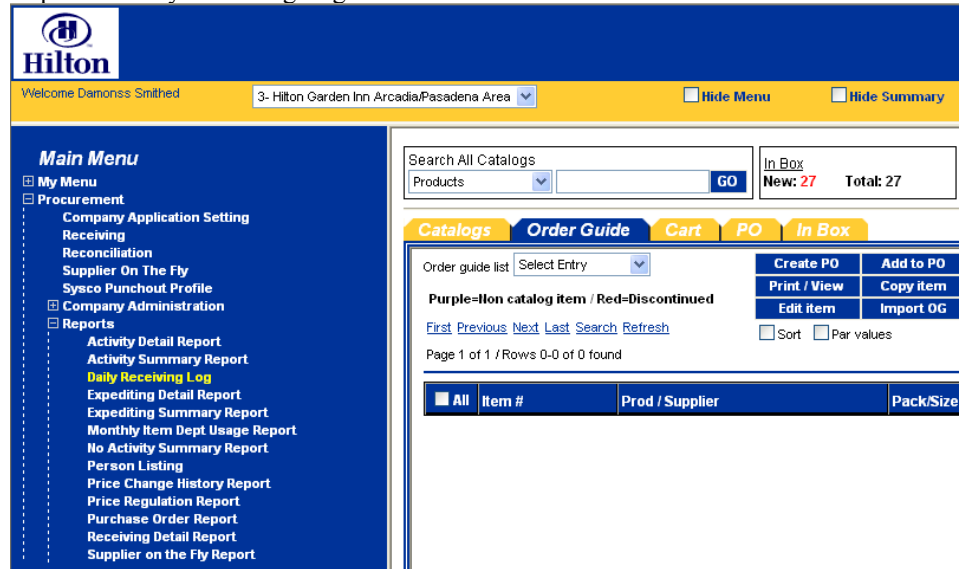 Hilton
Welcome Damonss Smithed
3- Hilton Garden Inn Arcadia/Pasadena Area
Hide Menu
Hide Summary
Main Menu
My Menu
Procurement
Company Application Setting
Receiving
Reconciliation
Supplier On The Fly
Sysco Punchout Profile
Company Administration
Reports
Activity Detail Report
Activity Summary Report
Daily Receiving Log
Expediting Detail Report
Expediting Summary Report
Monthly Item Dept Usage Report
No Activity Summary Report
Person Listing
Price Change History Report
Price Regulation Report
Purchase Order Report
Receiving Detail Report
Supplier on the Fly Report
Search All Catalogs
Products
GO
In Box
New: 27 Total: 27
Catalogs Order Guide Cart PO In Box
Order guide list Select Entry
Create PO Add to PO
Print / View Copy item
Edit item Import OG
Purple=Non catalog item / Red=Discontinued
Sort Par values
First Previous Next Last Search Refresh
Page 1 of 1 / Rows 0-0 of 0 found
All Item # Prod / Supplier Pack/Size